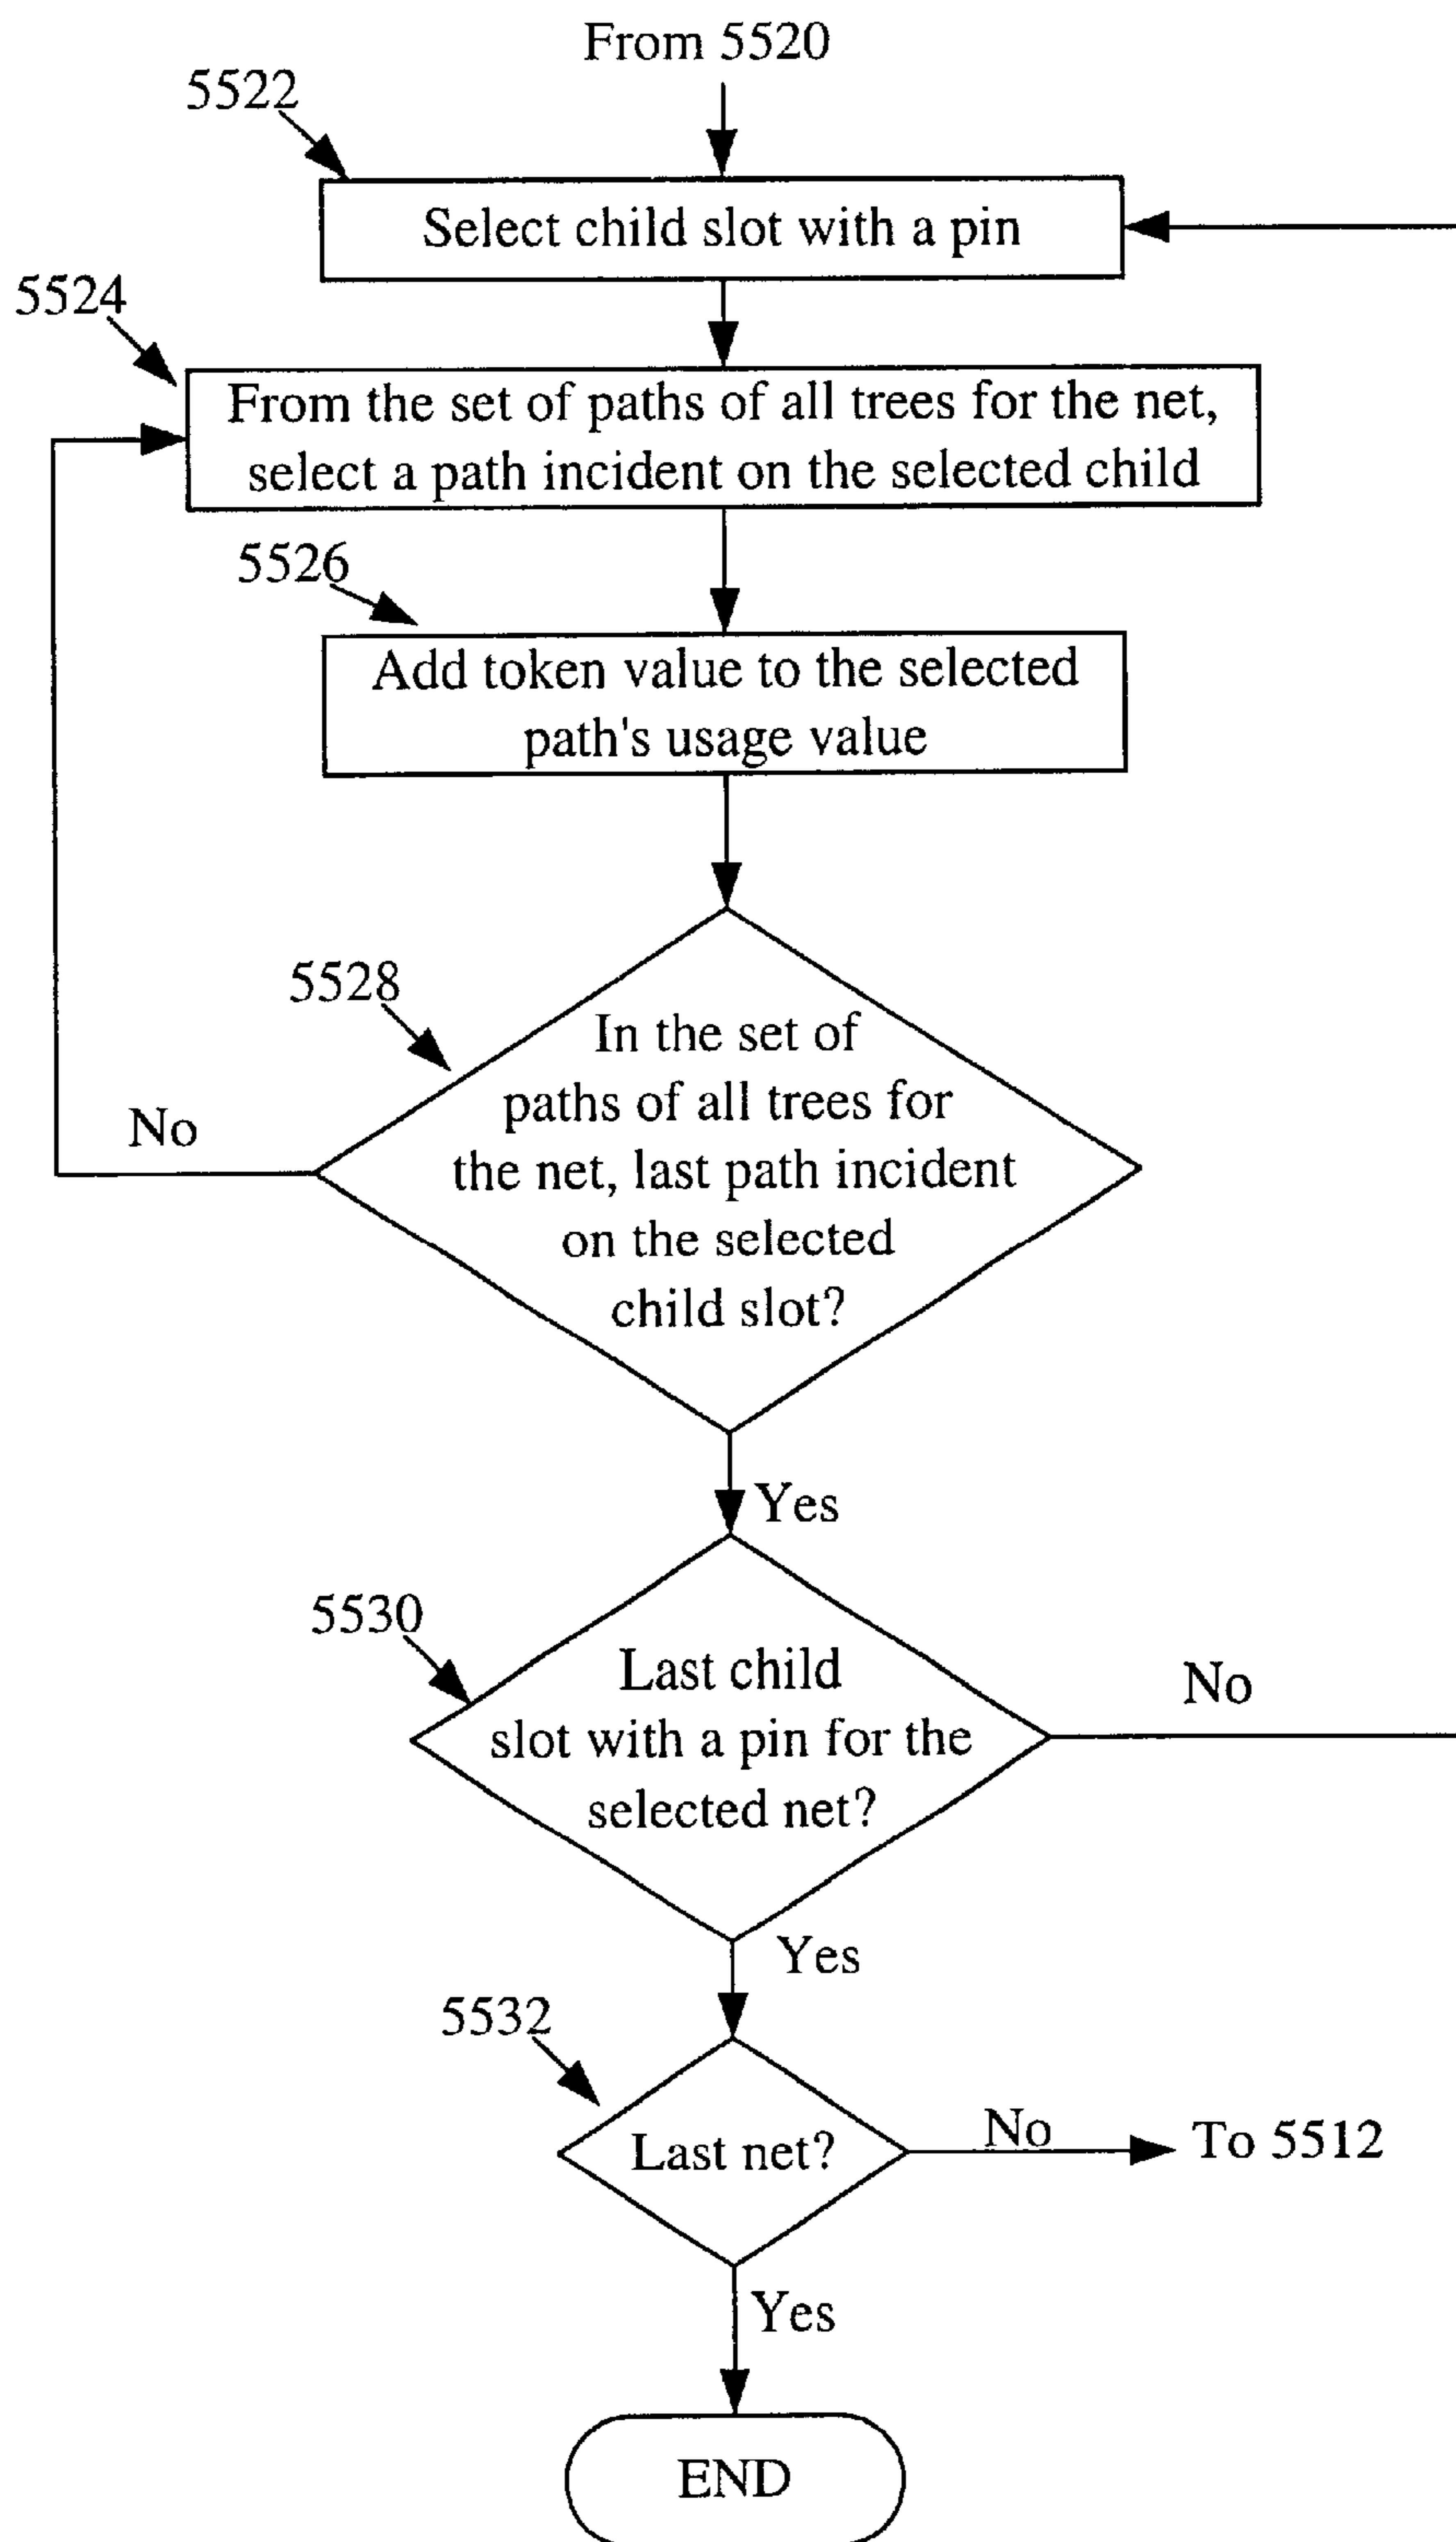 From 5520
5522
Select child slot with a pin
5524
From the set of paths of all trees for the net,
select a path incident on the selected child
5526
Add token value to the selected
path's usage value
5528
In the set of
paths of all trees for
the net, last path incident
on the selected
child slot?
No
Yes
5530
Last child
slot with a pin for the
selected net?
No
Yes
5532
Last net?
No
To 5512
Yes
END